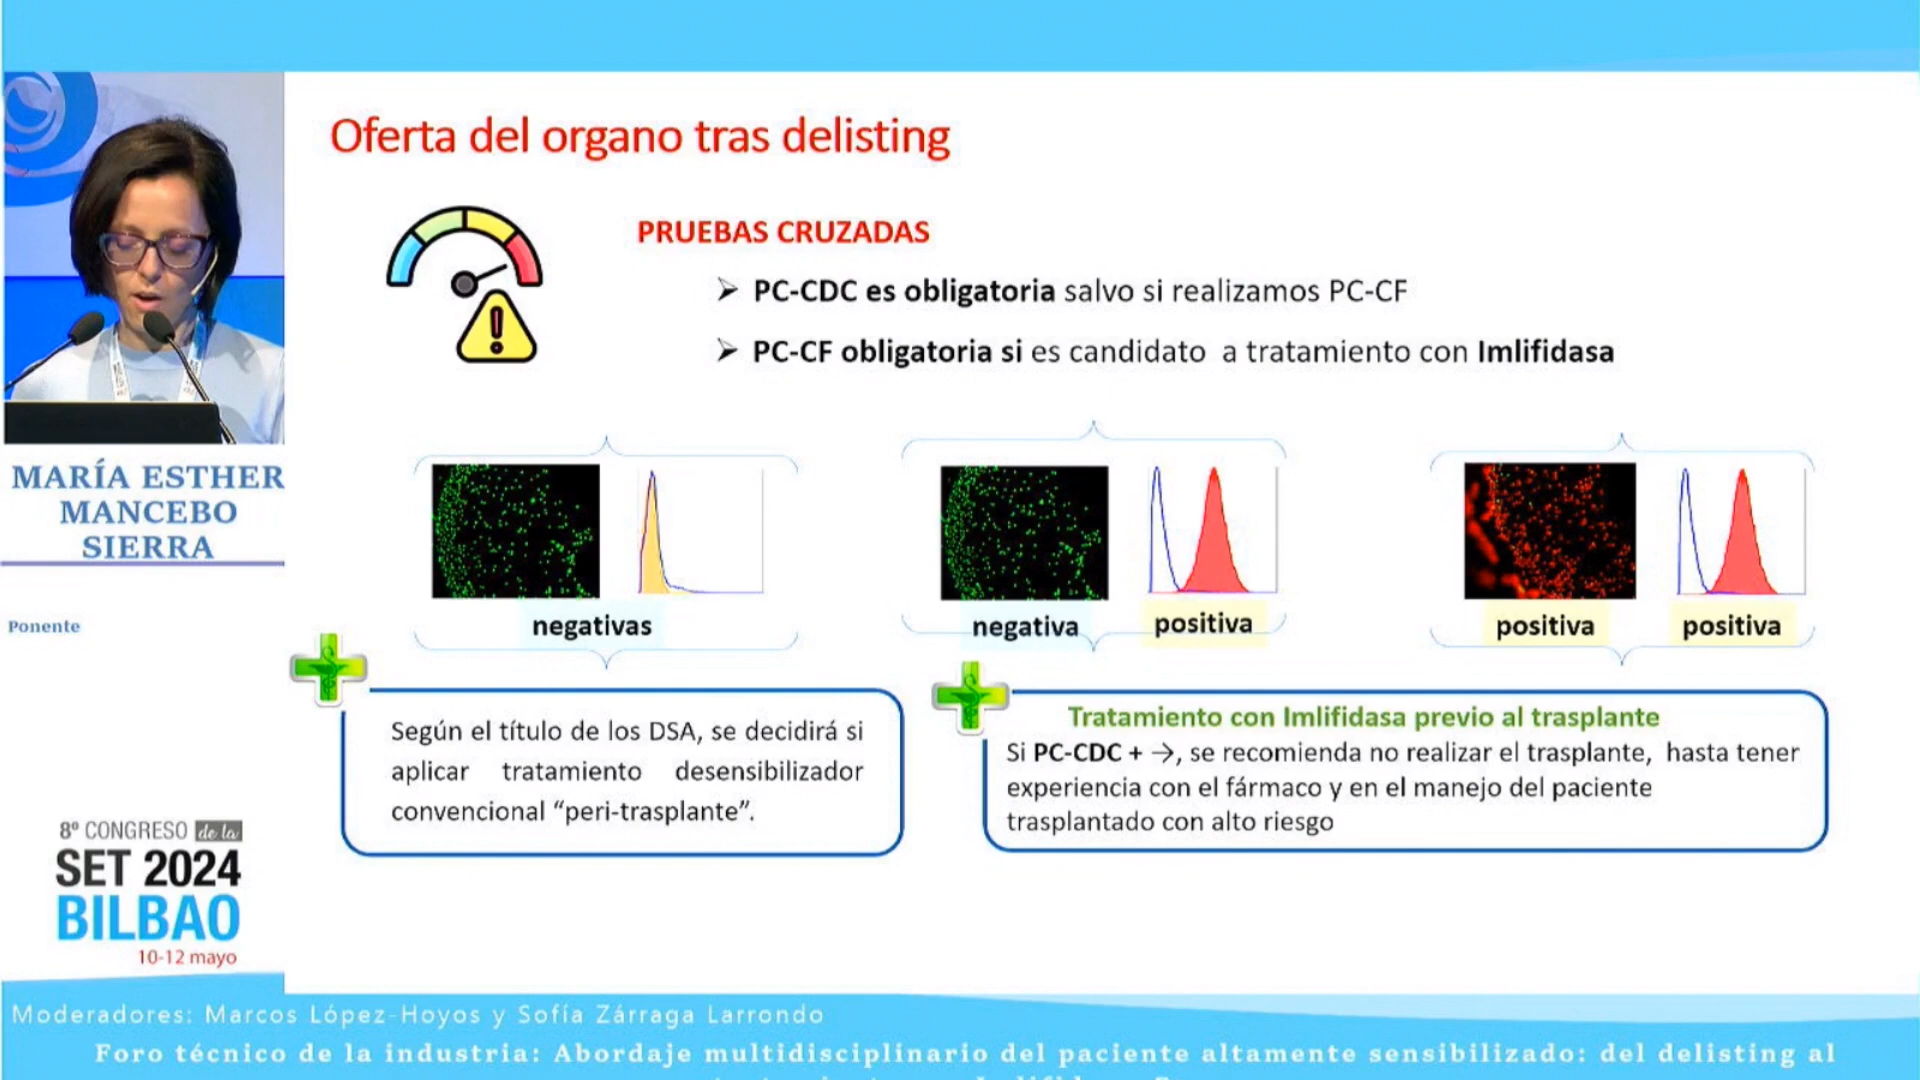 Oferta del organo tras delisting
PRUEBAS CRUZADAS
PC-CDC es obligatoria salvo si realizamos PC-CF
PC-CF obligatoria si es candidato a tratamiento con Imlifidasa
negativas
negativa
positiva
positiva
positiva
Según el título de los DSA, se decidirá si
aplicar tratamiento desensibilizador
convencional “peri-trasplante”.
Tratamiento con Imlifidasa previo al trasplante
Si PC-CDC + →, se recomienda no realizar el trasplante, hasta tener
experiencia con el fármaco y en el manejo del paciente
trasplantado con alto riesgo
MARÍA ESTHER
MANCEBO
SIERRA
Ponente
8º CONGRESO de la
SET 2024
BILBAO
10-12 mayo
Moderadores: Marcos López-Hoyos y Sofía Zárraga Larrondo
Foro técnico de la industria: Abordaje multidisciplinario del paciente altamente sensibilizado: del delisting al